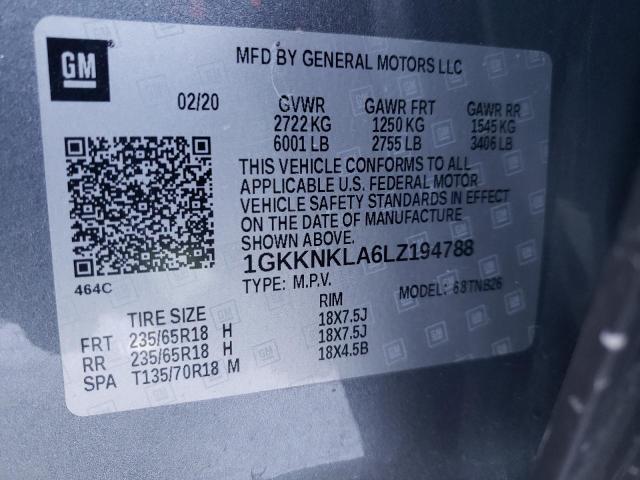 GM
MFD BY GENERAL MOTORS LLC
02/20 GVWR GAWR FRT GAWR RR
2722 KG 1250 KG 1545 KG
6001 LB 2755 LB 3406 LB
THIS VEHICLE CONFORMS TO ALL
APPLICABLE U.S. FEDERAL MOTOR
VEHICLE SAFETY STANDARDS IN EFFECT
ON THE DATE OF MANUFACTURE
SHOWN ABOVE.
1GKKNKLA6LZ194788
464C
TYPE: M.P.V. MODEL: 68TNB26
TIRE SIZE RIM
FRT 235/65R18 H 18X7.5J
RR 235/65R18 H 18X7.5J
SPA T135/70R18 M 18X4.5B